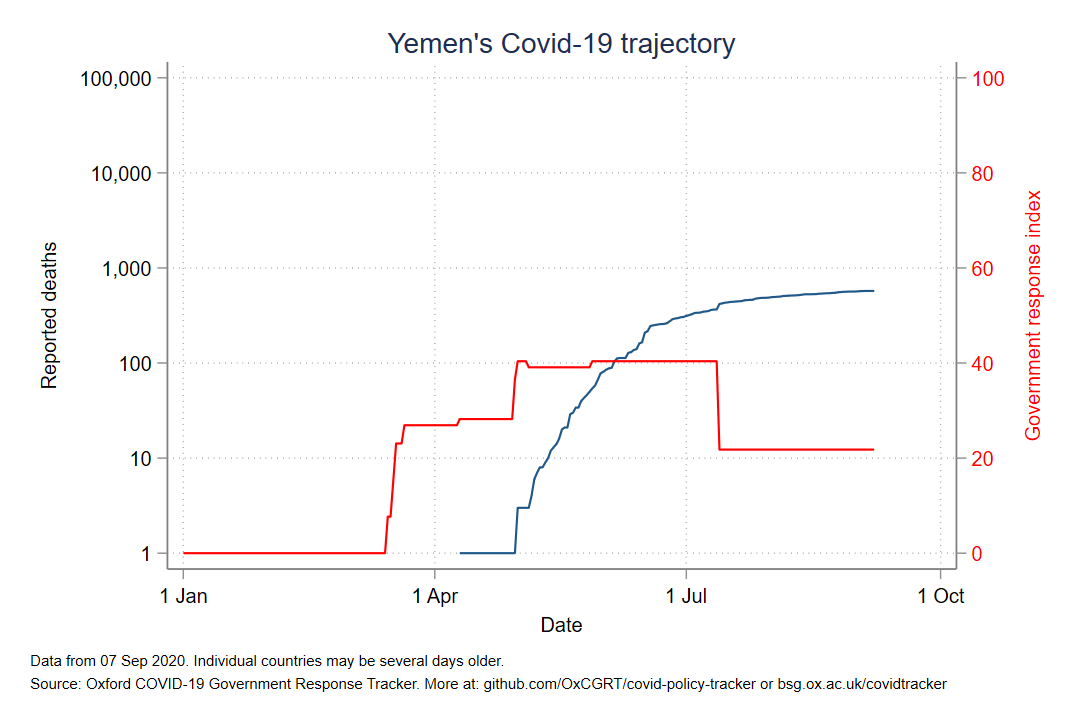 Yemen's Covid-19 trajectory
100,000
10,000
1,000
100
10
1
Reported deaths
100
80
60
40
20
0
Government response index
1 Jan 1 Apr 1 Jul 1 Oct
Date
Data from 07 Sep 2020. Individual countries may be several days older.
Source: Oxford COVID-19 Government Response Tracker. More at: github.com/OxCGRT/covid-policy-tracker or bsg.ox.ac.uk/covidtracker